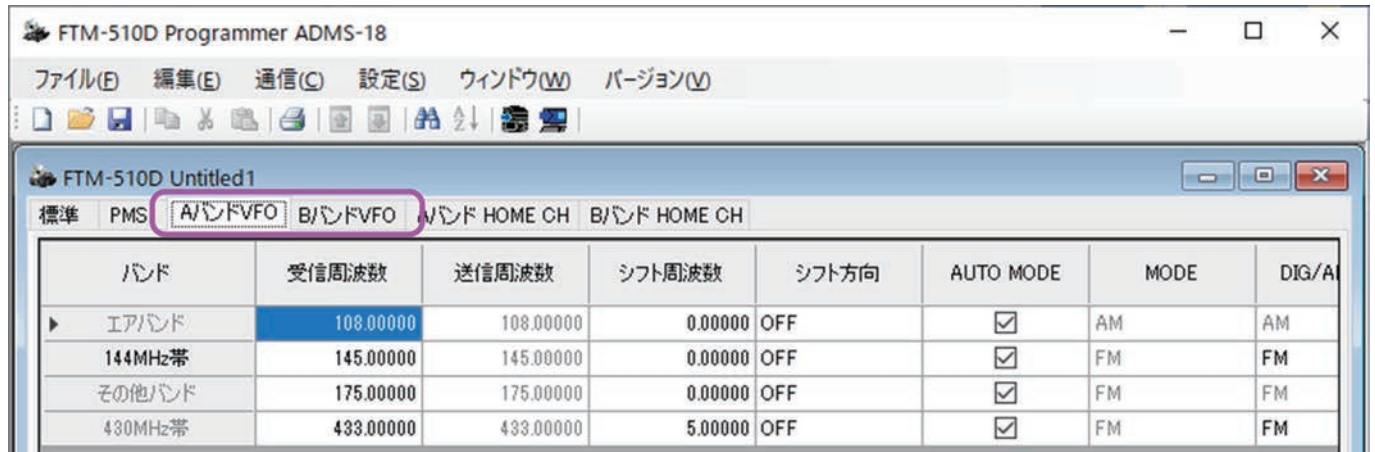 FTM-510D Programmer ADMS-18
ファイル(F) 編集(E) 通信(C) 設定(S) ウィンドウ(W) バージョン(V)
FTM-510D Untitled1
標準 PMS AバンドVFO BバンドVFO Aバンド HOME CH Bバンド HOME CH
バンド 受信周波数 送信周波数 シフト周波数 シフト方向 AUTO MODE MODE DIG/A
エアバンド 108.00000 108.00000 0.00000 OFF AM AM
144MHz帯 145.00000 145.00000 0.00000 OFF FM FM
その他バンド 175.00000 175.00000 0.00000 OFF FM FM
430MHz帯 433.00000 433.00000 5.00000 OFF FM FM